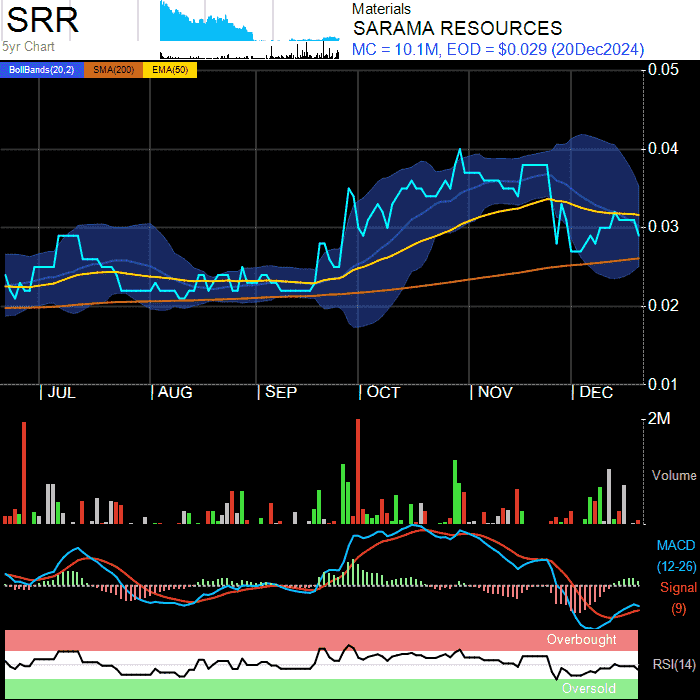 SRR
5yr Chart
Materials
SARAMA RESOURCES
MC = 10.1M, EOD = $0.029 (20Dec2024)
BollBands(20,2) SMA(200) EMA(50)
0.05
0.04
0.03
0.02
0.01
JUL AUG SEP OCT NOV DEC
2M
Volume
MACD
(12-26)
Signal
(9)
Overbought
RSI(14)
Oversold